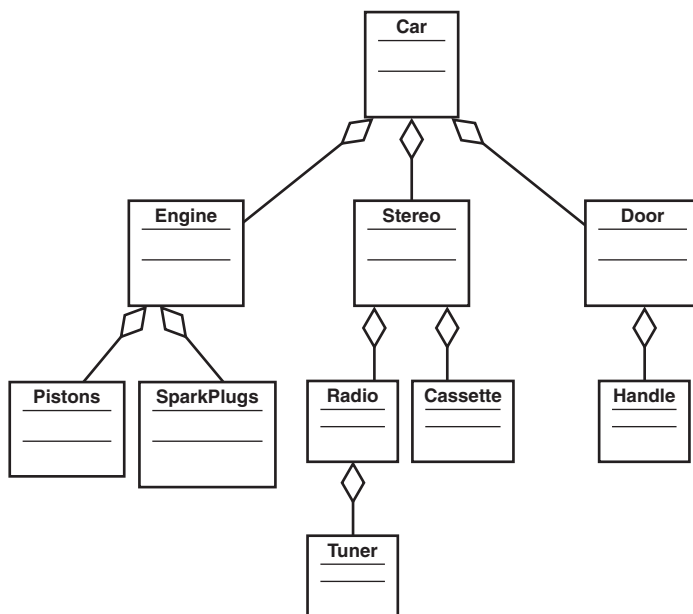 Car
Engine
Stereo
Door
Pistons
SparkPlugs
Radio
Cassette
Handle
Tuner